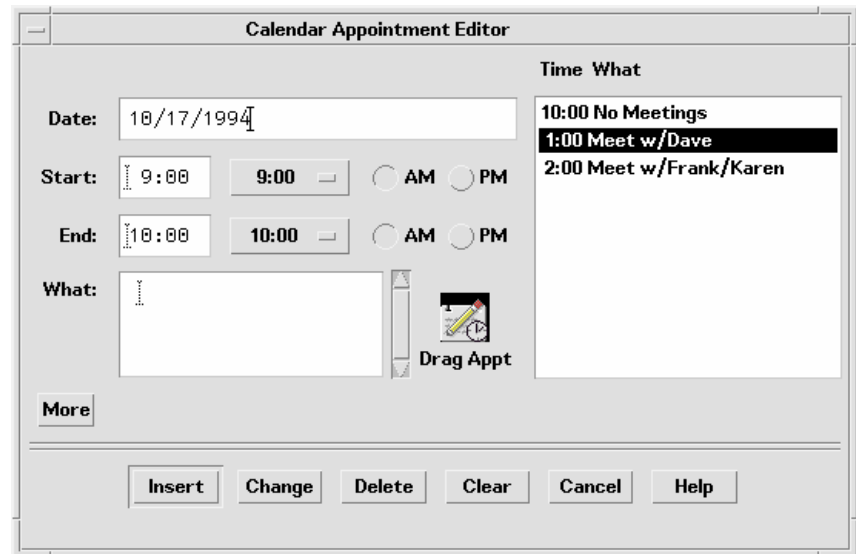 Calendar Appointment Editor
Time What
Date: 10/17/1994
10:00 No Meetings
1:00 Meet w/Dave
2:00 Meet w/Frank/Karen
Start: 9:00 9:00 AM PM
End: 10:00 10:00 AM PM
What:
Drag Appt
More
Insert Change Delete Clear Cancel Help